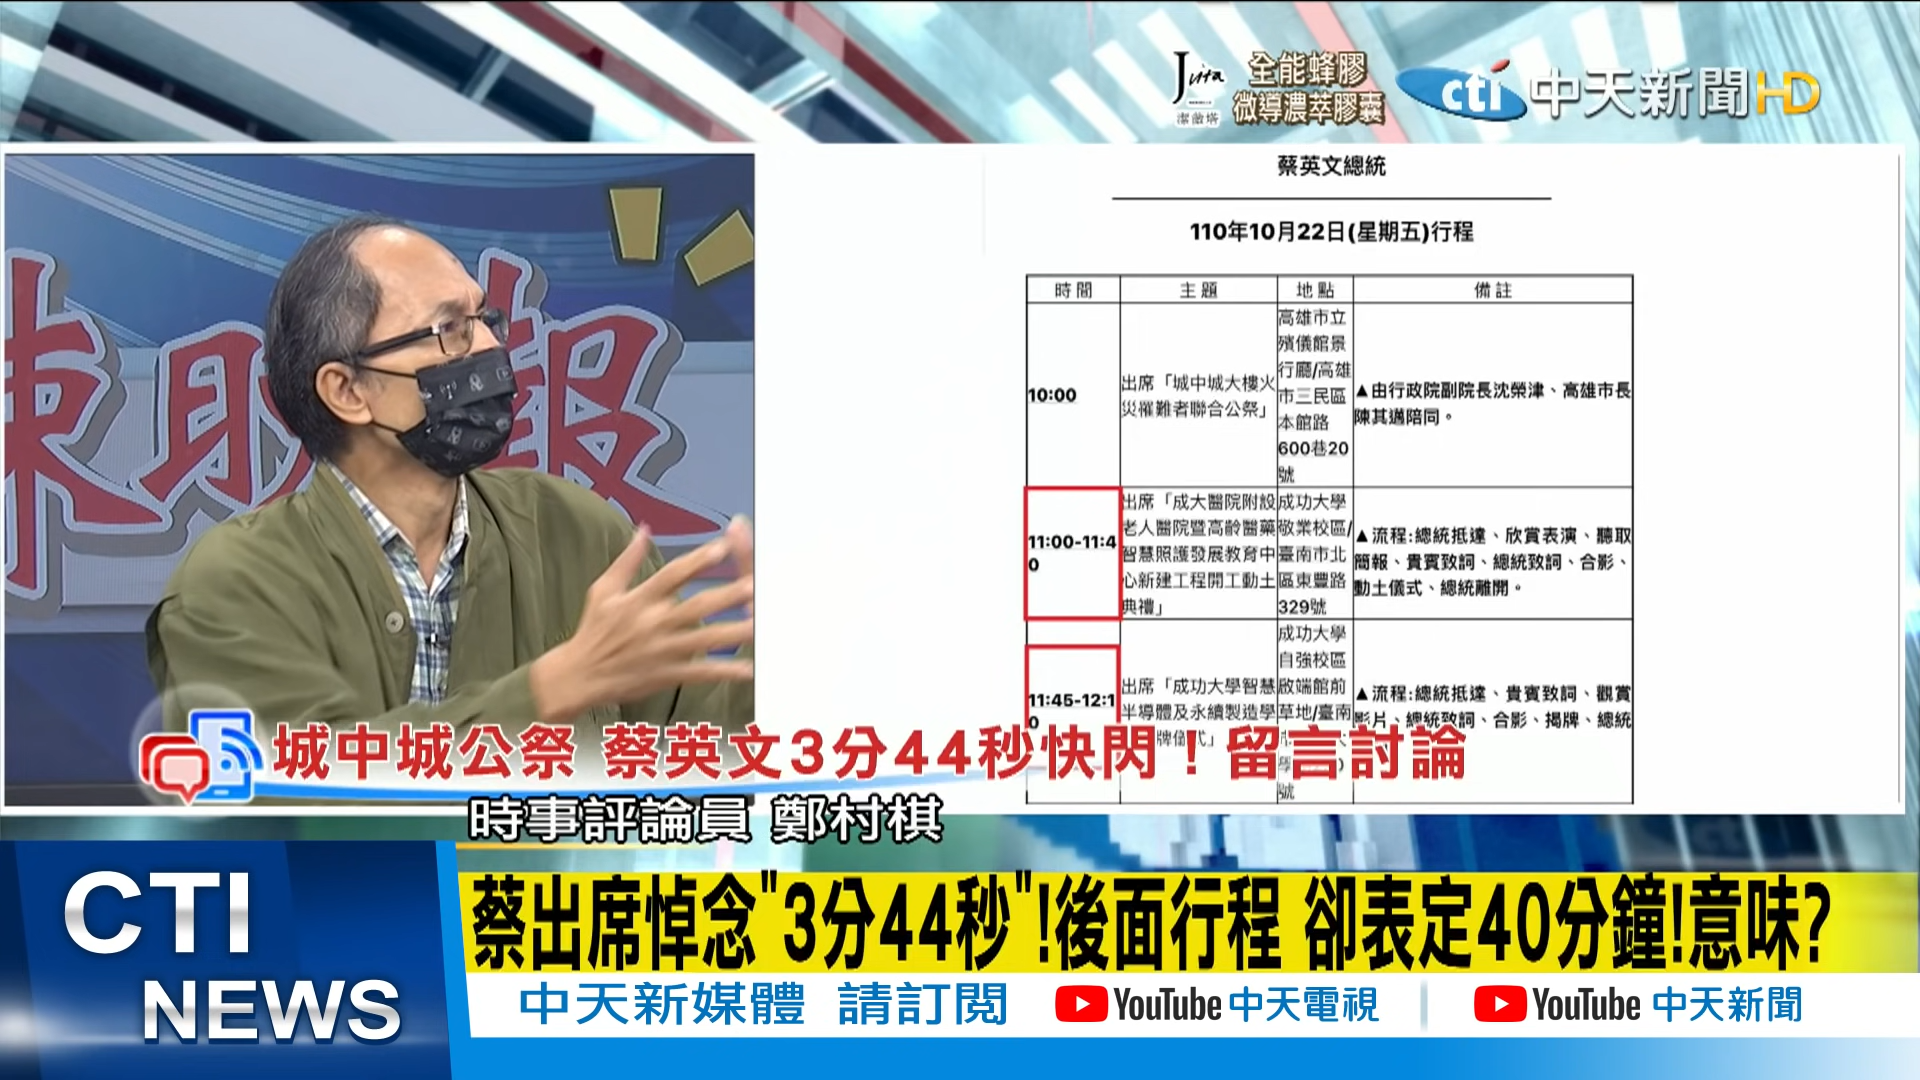 Jnta
潔傲塔
全能蜂膠
微導濃萃膠囊
cti 中天新聞HD
蔡英文總統
110年10月22日(星期五)行程
時間 主題 地點 備註
10:00
出席「城中城大樓火
災罹難者聯合公祭」
高雄市立
殯儀館景
行廳/高雄
市三民區
本館路
600巷20
號
▲由行政院副院長沈榮津、高雄市長
陳其邁陪同。
11:00-11:4
0
出席「成大醫院附設
老人醫院暨高齡醫藥
智慧照護發展教育中
心新建工程開工動土
典禮」
成功大學
敬業校區/
臺南市北
區東豐路
329號
▲流程:總統抵達、欣賞表演、聽取
簡報、貴賓致詞、總統致詞、合影、
動土儀式、總統離開。
11:45-12:1
0
出席「成功大學智慧
半導體及永續製造學
牌儀式」
成功大學
自強校區
啟端館前
草地/臺南
號
▲流程:總統抵達、貴賓致詞、觀賞
影片、總統致詞、合影、揭牌、總統
城中城公祭 蔡英文3分44秒快閃！留言討論
時事評論員 鄭村棋
CTI
NEWS
蔡出席悼念"3分44秒"!後面行程 卻表定40分鐘!意味?
中天新媒體 請訂閱 YouTube 中天電視 YouTube 中天新聞